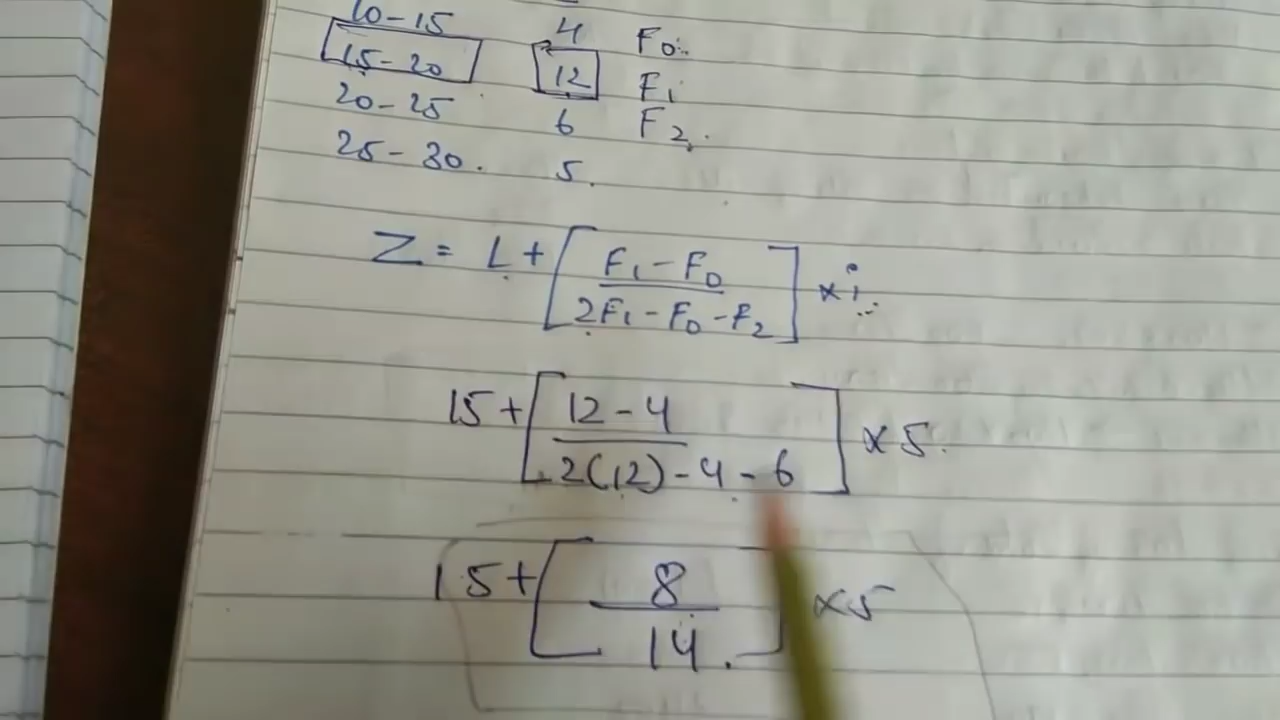 10-15 4 F0
15-20 12 F1
20-25 6 F2.
25-30. 5.
Z = L + [ F1 - F0 / 2F1 - F0 - F2 ] × i
15 + [ 12 - 4 / 2(12) - 4 - 6 ] × 5.
15 + [ 8 / 14. ] × 5